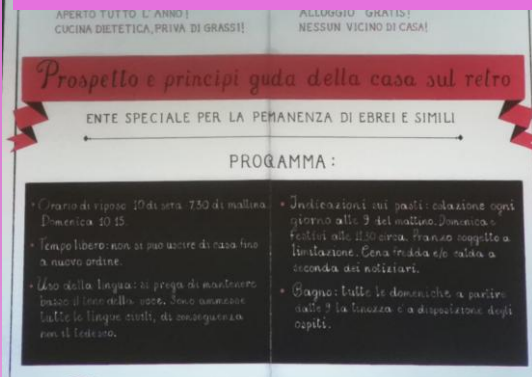 APERTO TUTTO L'ANNO!
CUCINA DIETETICA, PRIVA DI GRASSI!
ALLOGGIO GRATIS!
NESSUN VICINO DI CASA!
Prospetto e principi guda della casa sul retro
ENTE SPECIALE PER LA PEMANENZA DI EBREI E SIMILI
PROGAMMA:
• Orario di riposo 10 di sera 7.30 di mattina.
Domenica 10.15.
• Tempo libero: non si può uscire di casa fino
a nuovo ordine.
• Uso della lingua: si prega di mantenere
basso il tono della voce. Sono ammesse
tutte le lingue civili, di conseguenza
non il tedesco.
• Indicazioni sui pasti: colazione ogni
giorno alle 9 del mattino. Domenica e
festivi alle 11.30 circa. Pranzo soggetto a
limitazione. Cena fredda e/o calda a
seconda dei notiziari.
• Bagno: tutte le domeniche a partire
dalle 9 la tinozza è a disposizione degli
ospiti.